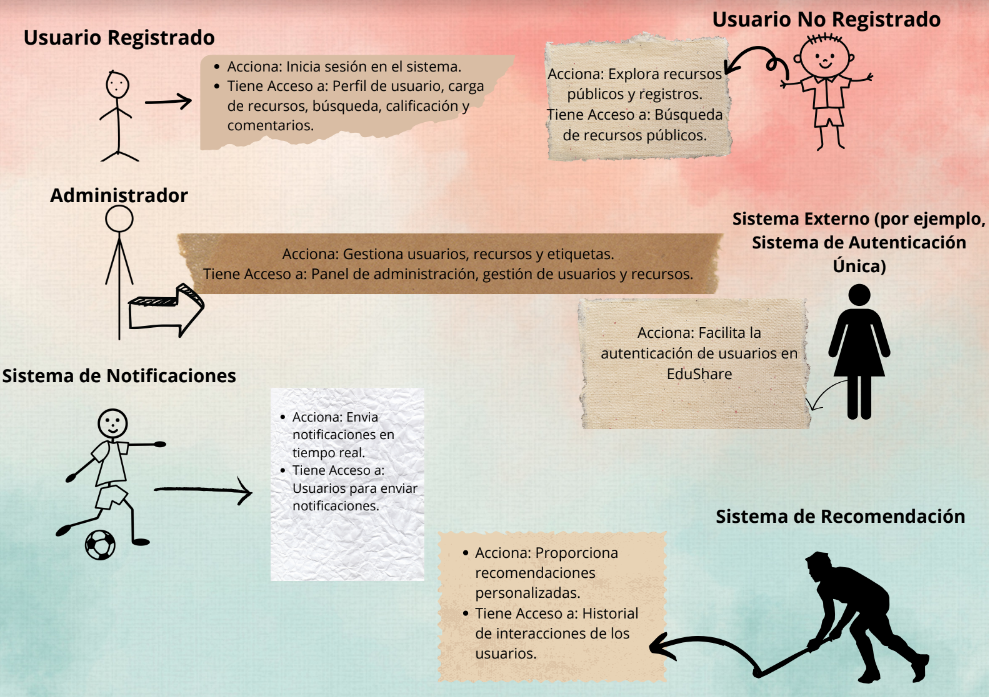 Usuario Registrado
• Acciona: Inicia sesión en el sistema.
• Tiene Acceso a: Perfil de usuario, carga
de recursos, búsqueda, calificación y
comentarios.
Usuario No Registrado
Acciona: Explora recursos
públicos y registros.
Tiene Acceso a: Búsqueda
de recursos públicos.
Administrador
Acciona: Gestiona usuarios, recursos y etiquetas.
Tiene Acceso a: Panel de administración, gestión de usuarios y recursos.
Sistema Externo (por ejemplo,
Sistema de Autenticación
Única)
Acciona: Facilita la
autenticación de usuarios en
EduShare
Sistema de Notificaciones
• Acciona: Envia
notificaciones en
tiempo real.
• Tiene Acceso a:
Usuarios para enviar
notificaciones.
Sistema de Recomendación
• Acciona: Proporciona
recomendaciones
personalizadas.
• Tiene Acceso a: Historial
de interacciones de los
usuarios.